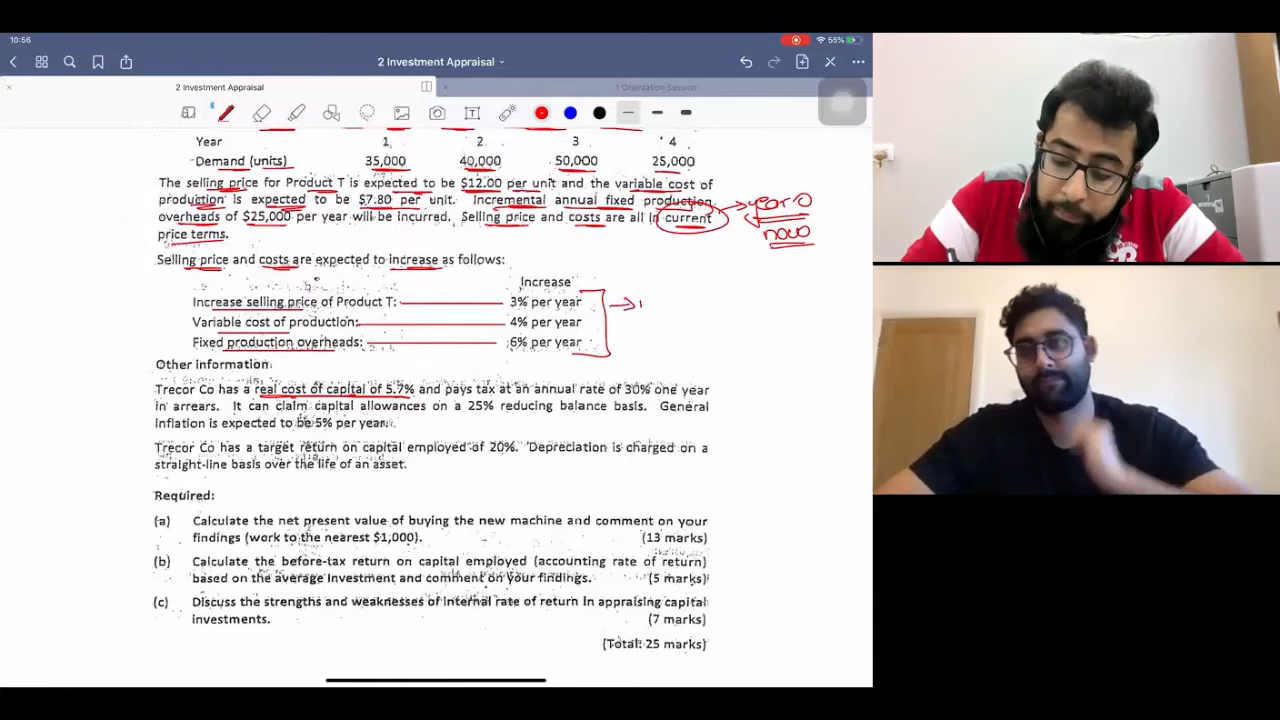 10:56
55%
2 Investment Appraisal
2 Investment Appraisal
1 Orientation Session
Year 1 2 3 4
Demand (units) 35,000 40,000 50,000 25,000
The selling price for Product T is expected to be $12.00 per unit and the variable cost of
production is expected to be $7.80 per unit. Incremental annual fixed production
overheads of $25,000 per year will be incurred. Selling price and costs are all in current
price terms.
year 0
now
Selling price and costs are expected to increase as follows:
Increase
Increase selling price of Product T: 3% per year
Variable cost of production: 4% per year
Fixed production overheads: 6% per year
Other information
Trecor Co has a real cost of capital of 5.7% and pays tax at an annual rate of 30% one year
in arrears. It can claim capital allowances on a 25% reducing balance basis. General
inflation is expected to be 5% per year.
Trecor Co has a target return on capital employed of 20%. Depreciation is charged on a
straight-line basis over the life of an asset.
Required:
(a) Calculate the net present value of buying the new machine and comment on your
findings (work to the nearest $1,000). (13 marks)
(b) Calculate the before-tax return on capital employed (accounting rate of return)
based on the average investment and comment on your findings. (5 marks)
(c) Discuss the strengths and weaknesses of internal rate of return in appraising capital
investments. (7 marks)
(Total: 25 marks)